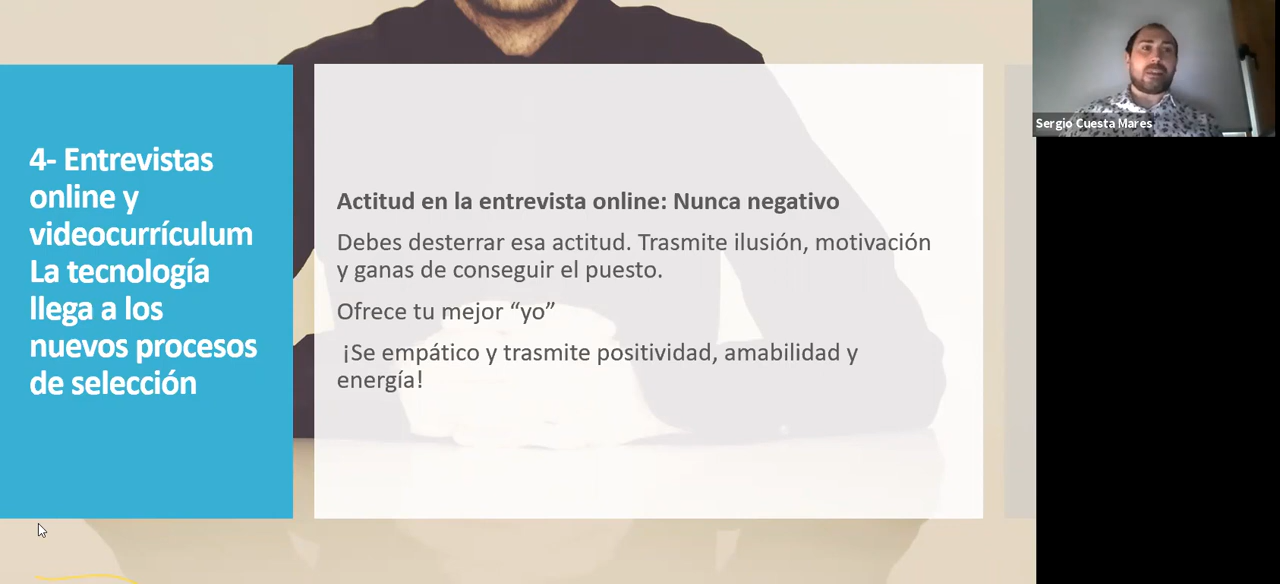 4- Entrevistas
online y
videocurrículum
La tecnología
llega a los
nuevos procesos
de selección
Actitud en la entrevista online: Nunca negativo
Debes desterrar esa actitud. Trasmite ilusión, motivación
y ganas de conseguir el puesto.
Ofrece tu mejor “yo”
¡Se empático y trasmite positividad, amabilidad y
energía!
Sergio Cuesta Mares